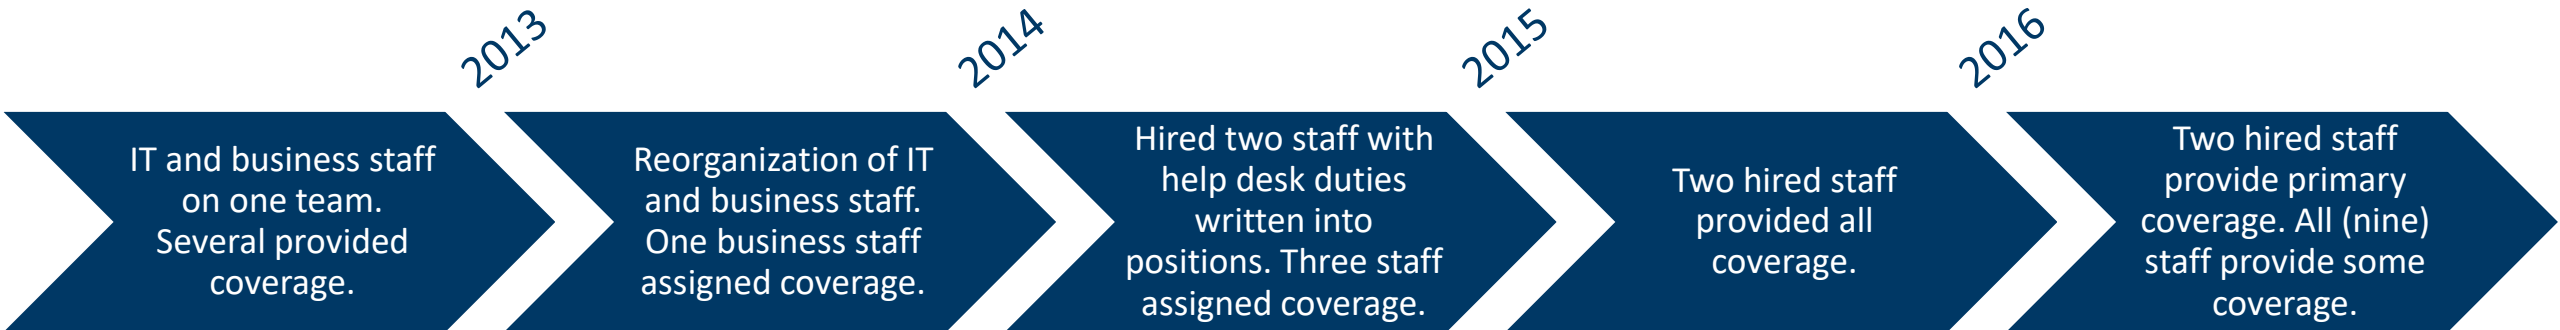 2013
2014
2015
2016
IT and business staff
on one team.
Several provided
coverage.
Reorganization of IT
and business staff.
One business staff
assigned coverage.
Hired two staff with
help desk duties
written into
positions. Three staff
assigned coverage.
Two hired staff
provided all
coverage.
Two hired staff
provide primary
coverage. All (nine)
staff provide some
coverage.